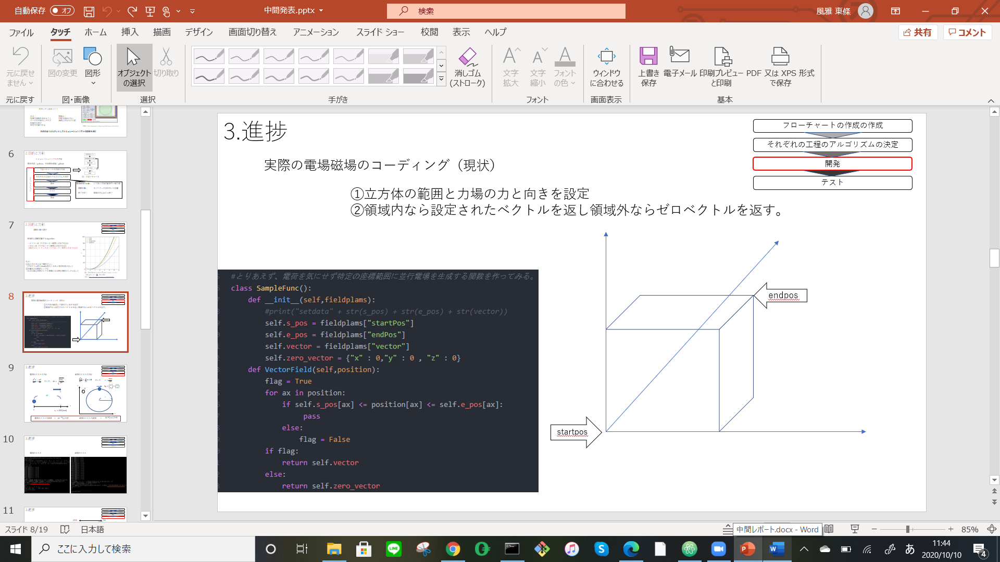 自動保存 オフ
中間発表.pptx
検索
風雅 東條
ファイル タッチ ホーム 挿入 描画 デザイン 画面切り替え アニメーション スライド ショー 校閲 表示 ヘルプ
共有 コメント
元に戻せません
図の変更
図形
オブジェクトの選択
切り取り
消しゴム(ストローク)
文字拡大
文字縮小
フォントの色
ウィンドウに合わせる
上書き保存
電子メール
印刷プレビューと印刷
PDF 又は XPS 形式で保存
元に戻す 図・画像 選択 手がき フォント 画面表示 基本
6
7
8
9
10
11
3.進捗
フローチャートの作成の作成
それぞれの工程のアルゴリズムの決定
開発
テスト
実際の電場磁場のコーディング（現状）
①立方体の範囲と力場の力と向きを設定
②領域内なら設定されたベクトルを返し領域外ならゼロベクトルを返す。
#とりあえず、電荷を気にせず特定の座標範囲に並行電場を生成する関数を作ってみる。
class SampleFunc():
def __init__(self,fieldplams):
#print("setdata" + str(s_pos) + str(e_pos) + str(vector))
self.s_pos = fieldplams["startPos"]
self.e_pos = fieldplams["endPos"]
self.vector = fieldplams["vector"]
self.zero_vector = {"x" : 0,"y" : 0 , "z" : 0}
def VectorField(self,position):
flag = True
for ax in position:
if self.s_pos[ax] <= position[ax] <= self.e_pos[ax]:
pass
else:
flag = False
if flag:
return self.vector
else:
return self.zero_vector
endpos
startpos
スライド 8/19 日本語
中間レポート.docx - Word
85%
ここに入力して検索
あ
11:44
2020/10/10
4